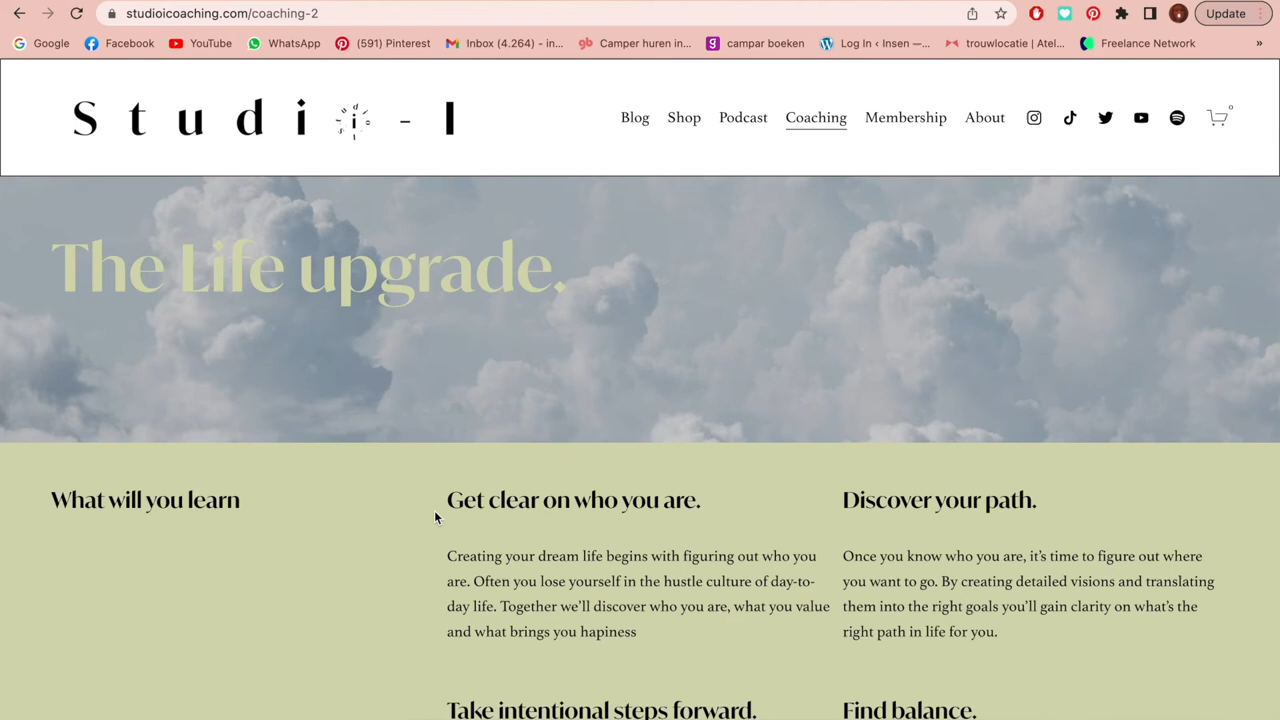 studioicoaching.com/coaching-2
Update
Google
Facebook
YouTube
WhatsApp
(591) Pinterest
Inbox (4.264) - in...
Camper huren in...
campar boeken
Log In ‹ Insen —...
trouwlocatie | Atel...
Freelance Network
»
Studi - I
Blog
Shop
Podcast
Coaching
Membership
About
0
The Life upgrade.
What will you learn
Get clear on who you are.
Creating your dream life begins with figuring out who you
are. Often you lose yourself in the hustle culture of day-to-
day life. Together we'll discover who you are, what you value
and what brings you hapiness
Discover your path.
Once you know who you are, it's time to figure out where
you want to go. By creating detailed visions and translating
them into the right goals you'll gain clarity on what's the
right path in life for you.
Take intentional steps forward.
Find balance.